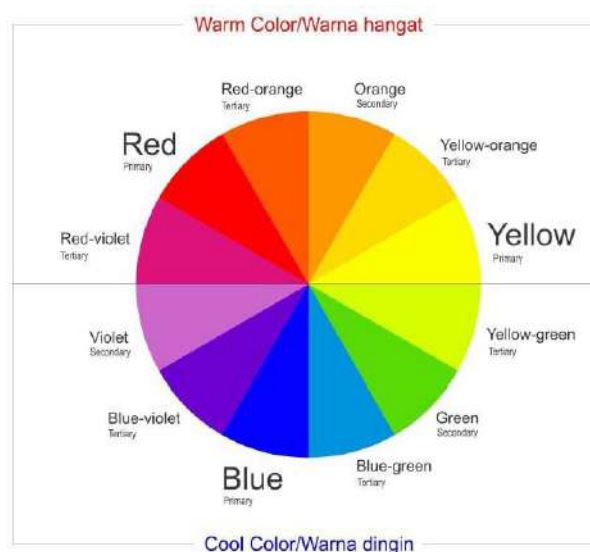 Warm Color/Warna hangat
Red-orange
Tertiary
Orange
Secondary
Red
Primary
Yellow-orange
Tertiary
Red-violet
Tertiary
Yellow
Primary
Violet
Secondary
Yellow-green
Tertiary
Blue-violet
Tertiary
Green
Secondary
Blue
Primary
Blue-green
Tertiary
Cool Color/Warna dingin